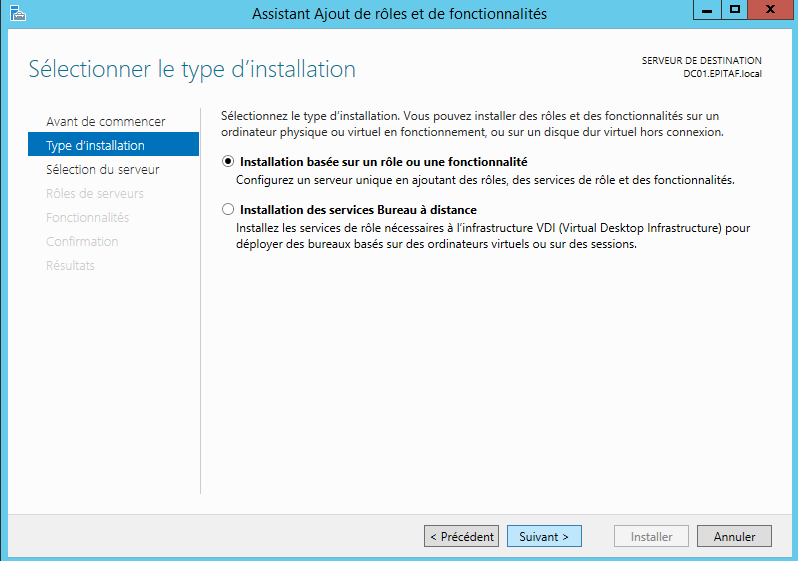 Assistant Ajout de rôles et de fonctionnalités
Sélectionner le type d’installation
SERVEUR DE DESTINATION
DC01.EPITAF.local
Avant de commencer
Type d’installation
Sélection du serveur
Rôles de serveurs
Fonctionnalités
Confirmation
Résultats
Sélectionnez le type d’installation. Vous pouvez installer des rôles et des fonctionnalités sur un
ordinateur physique ou virtuel en fonctionnement, ou sur un disque dur virtuel hors connexion.
Installation basée sur un rôle ou une fonctionnalité
Configurez un serveur unique en ajoutant des rôles, des services de rôle et des fonctionnalités.
Installation des services Bureau à distance
Installez les services de rôle nécessaires à l’infrastructure VDI (Virtual Desktop Infrastructure) pour
déployer des bureaux basés sur des ordinateurs virtuels ou sur des sessions.
< Précédent
Suivant >
Installer
Annuler